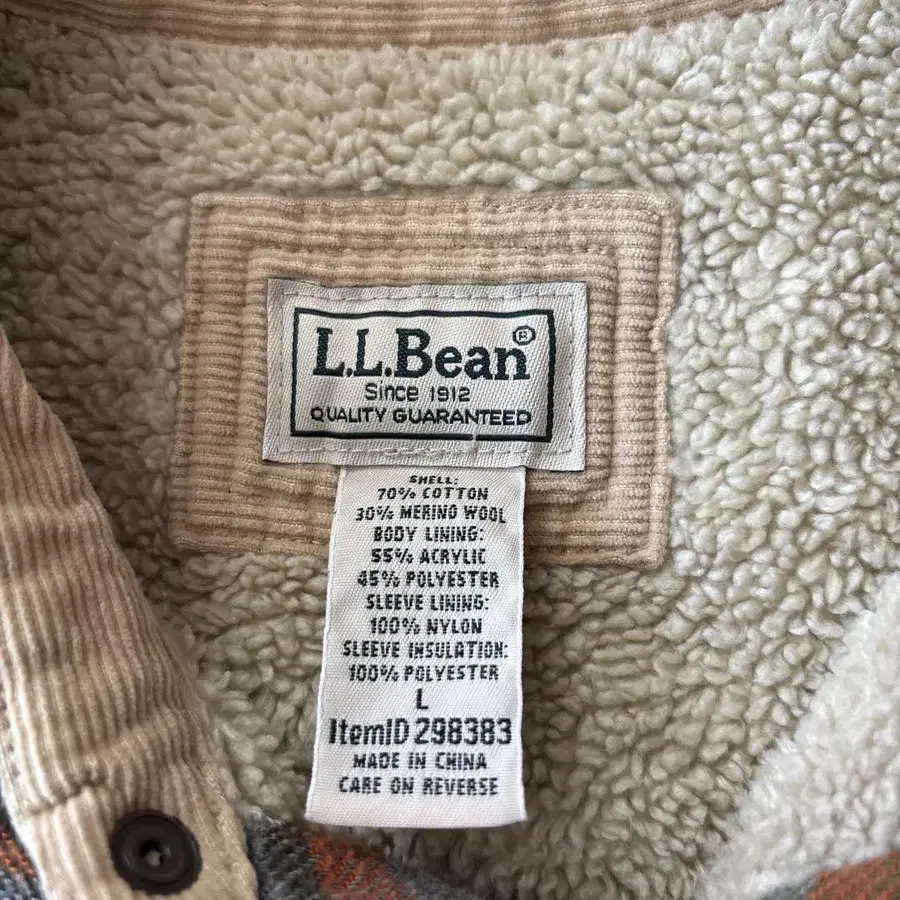 L.L.Bean®
Since 1912
QUALITY GUARANTEED
SHELL:
70% COTTON
30% MERINO WOOL
BODY LINING:
55% ACRYLIC
45% POLYESTER
SLEEVE LINING:
100% NYLON
SLEEVE INSULATION:
100% POLYESTER
L
ItemID 298383
MADE IN CHINA
CARE ON REVERSE